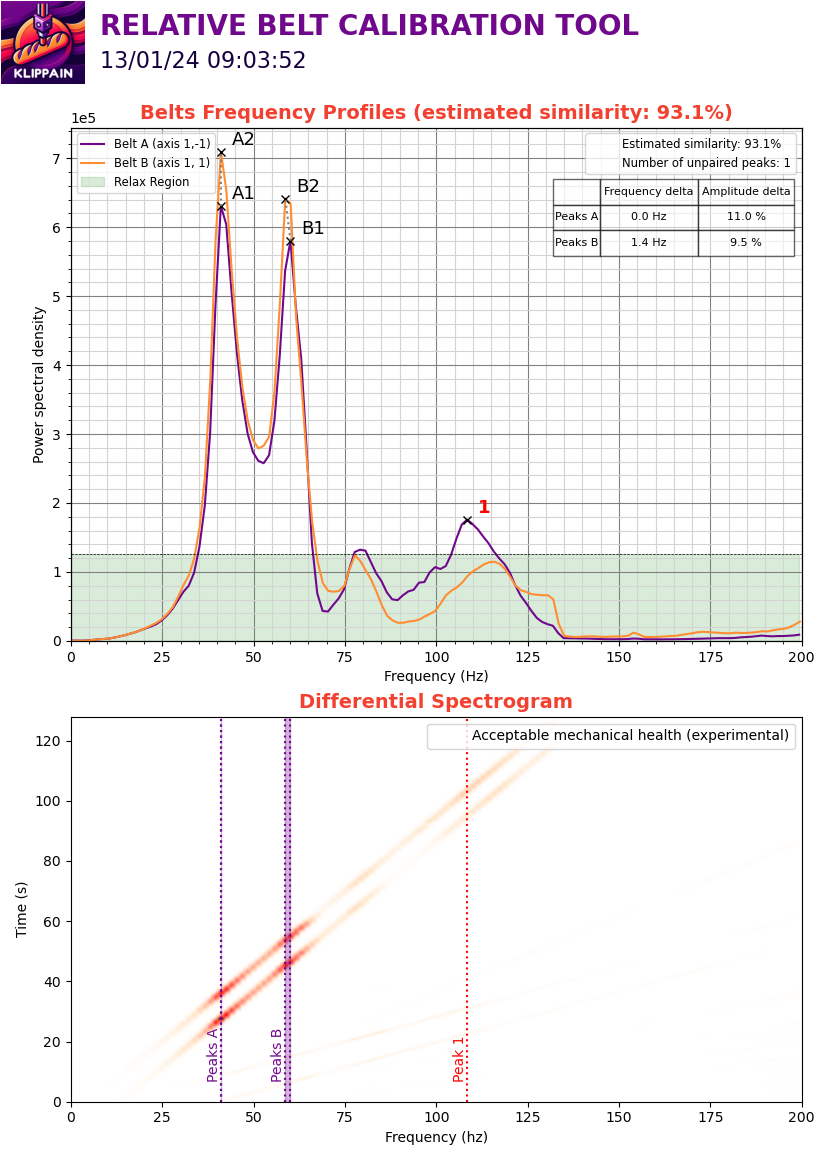 RELATIVE BELT CALIBRATION TOOL
13/01/24 09:03:52
KLIPPAIN
Belts Frequency Profiles (estimated similarity: 93.1%)
1e5
Belt A (axis 1,-1)
Belt B (axis 1, 1)
Relax Region
A2
A1
B2
B1
1
Estimated similarity: 93.1%
Number of unpaired peaks: 1
Frequency delta Amplitude delta
Peaks A 0.0 Hz 11.0 %
Peaks B 1.4 Hz 9.5 %
Power spectral density
7
6
5
4
3
2
1
0
0 25 50 75 100 125 150 175 200
Frequency (Hz)
Differential Spectrogram
Acceptable mechanical health (experimental)
Time (s)
120
100
80
60
40
20
0
Peaks A
Peaks B
Peak 1
0 25 50 75 100 125 150 175 200
Frequency (hz)